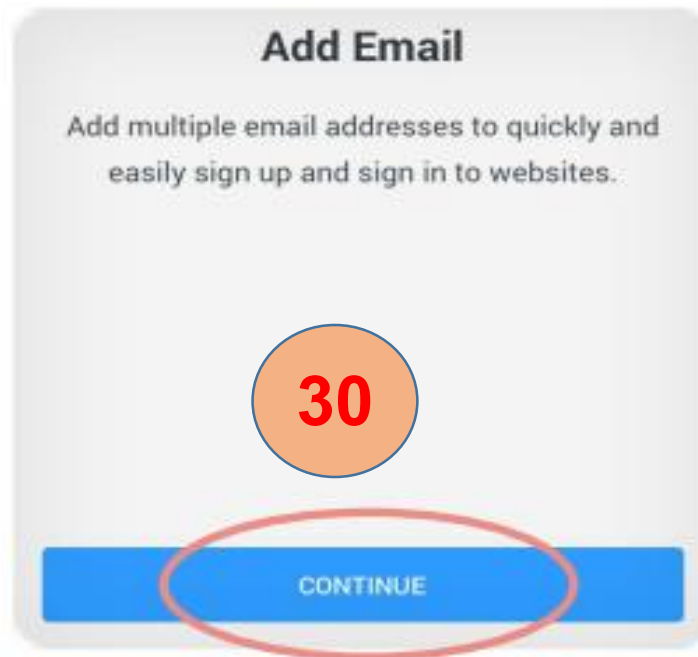 Add Email
Add multiple email addresses to quickly and
easily sign up and sign in to websites.
30
CONTINUE